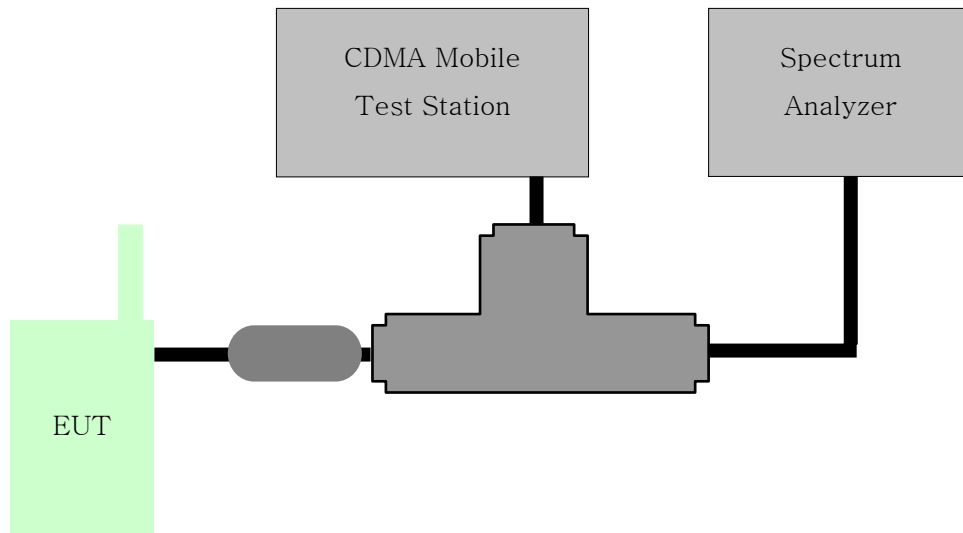 CDMA Mobile
Test Station
Spectrum
Analyzer
EUT